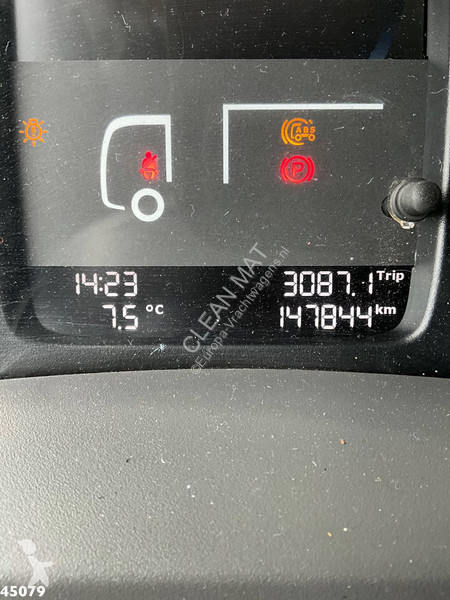 ABS
P
14:23
3087.1 Trip
7.5 °C
147844 km
CLEAN MAT
©Europa-Vrachtwagens.nl
45079